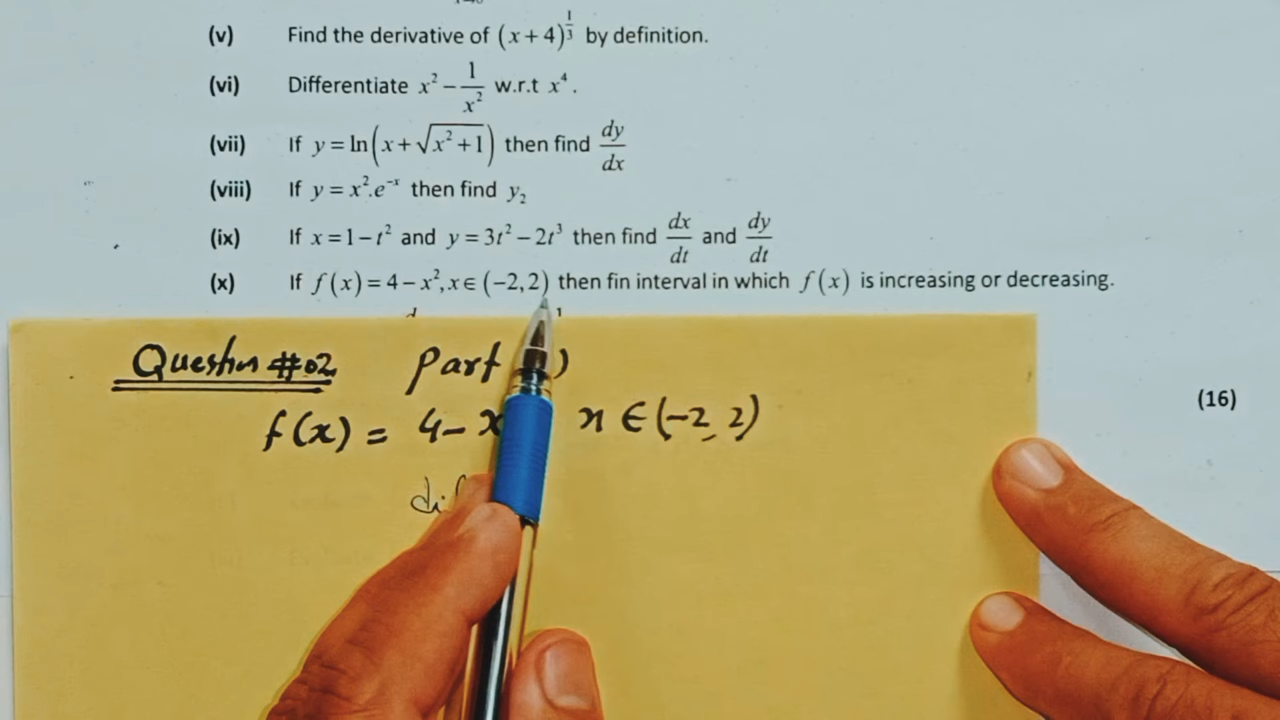 (v) Find the derivative of (x+4)^{1/3} by definition.
(vi) Differentiate x² − 1/x² w.r.t x⁴.
(vii) If y = ln(x+√(x²+1)) then find dy/dx
(viii) If y = x².e^{-x} then find y₂
(ix) If x = 1−t² and y = 3t²−2t³ then find dx/dt and dy/dt
(x) If f(x) = 4−x², x∈(−2,2) then fin interval in which f(x) is increasing or decreasing.
Question #02 Part )
(16)
f(x) = 4−x x ∈ (−2, 2)